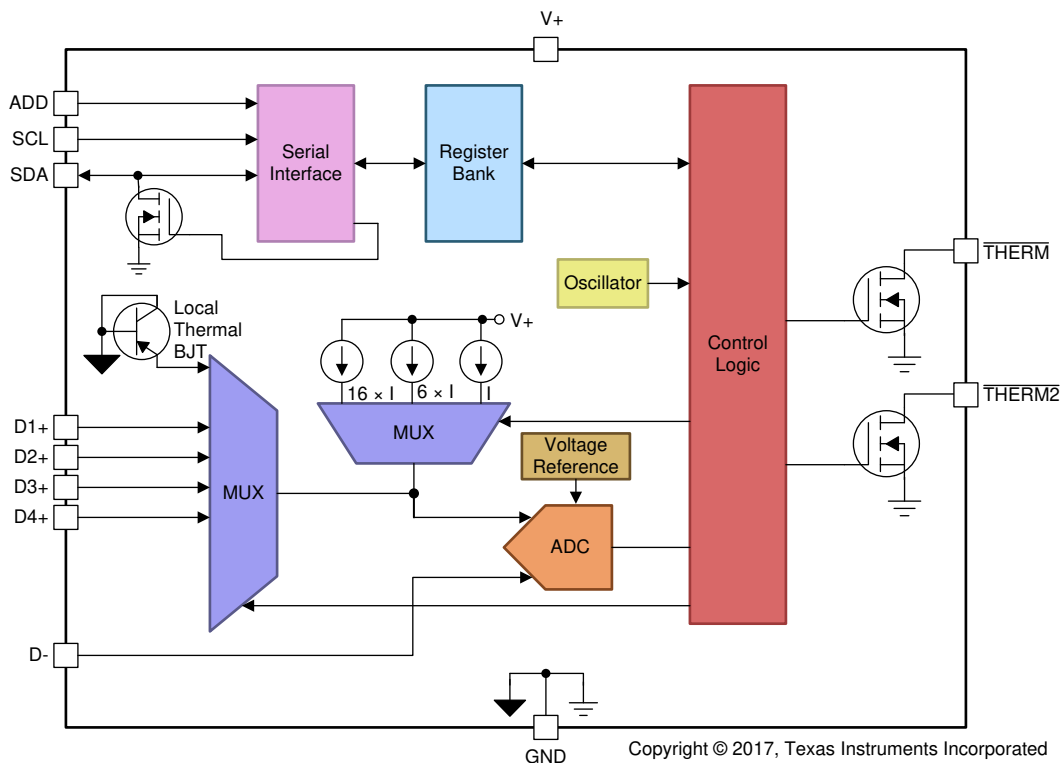 V+
ADD
SCL
SDA
Serial
Interface
Register
Bank
THERM
Oscillator
Local
Thermal
BJT
V+
Control
Logic
16 × I
6 × I
I
THERM2
D1+
D2+
D3+
D4+
MUX
Voltage
Reference
MUX
ADC
D-
GND
Copyright © 2017, Texas Instruments Incorporated